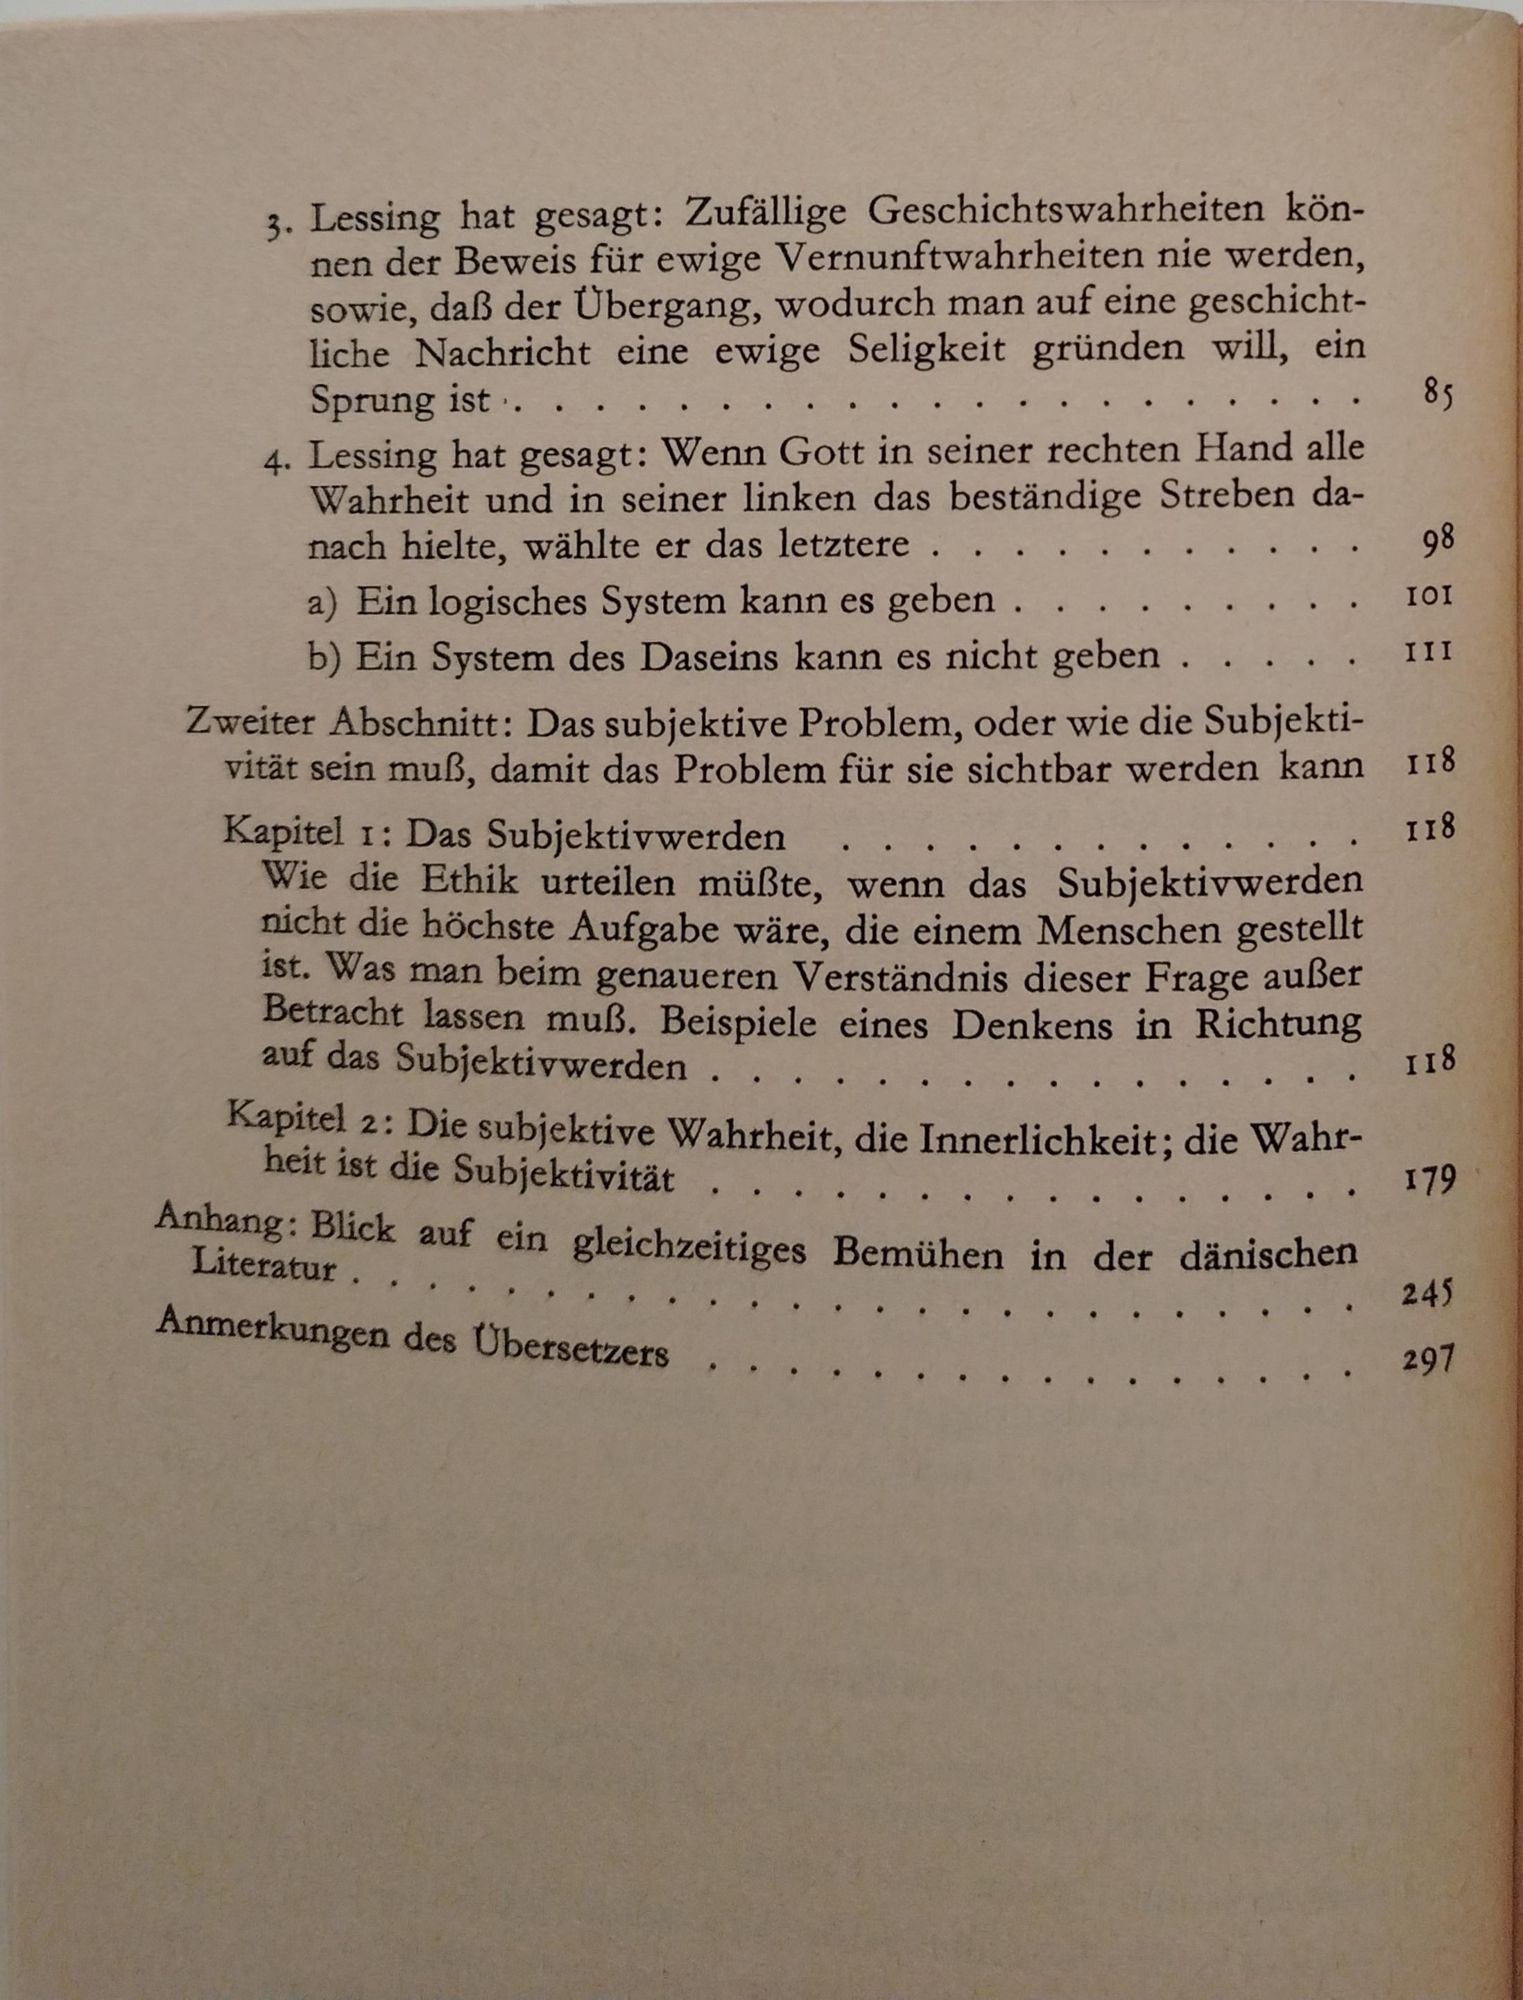 3. Lessing hat gesagt: Zufällige Geschichtswahrheiten kön-
nen der Beweis für ewige Vernunftwahrheiten nie werden,
sowie, daß der Übergang, wodurch man auf eine geschicht-
liche Nachricht eine ewige Seligkeit gründen will, ein
Sprung ist . . . . . . . . . . . . . . . . . . . . . 85
4. Lessing hat gesagt: Wenn Gott in seiner rechten Hand alle
Wahrheit und in seiner linken das beständige Streben da-
nach hielte, wählte er das letztere . . . . . . . . . . . 98
a) Ein logisches System kann es geben . . . . . . . . . 101
b) Ein System des Daseins kann es nicht geben . . . . . 111
Zweiter Abschnitt: Das subjektive Problem, oder wie die Subjekti-
vität sein muß, damit das Problem für sie sichtbar werden kann 118
Kapitel 1: Das Subjektivwerden . . . . . . . . . . . . . 118
Wie die Ethik urteilen müßte, wenn das Subjektivwerden
nicht die höchste Aufgabe wäre, die einem Menschen gestellt
ist. Was man beim genaueren Verständnis dieser Frage außer
Betracht lassen muß. Beispiele eines Denkens in Richtung
auf das Subjektivwerden . . . . . . . . . . . . . . . . 118
Kapitel 2: Die subjektive Wahrheit, die Innerlichkeit; die Wahr-
heit ist die Subjektivität . . . . . . . . . . . . . . . . 179
Anhang: Blick auf ein gleichzeitiges Bemühen in der dänischen
Literatur . . . . . . . . . . . . . . . . . . . . . . . . . 245
Anmerkungen des Übersetzers . . . . . . . . . . . . . . . . 297